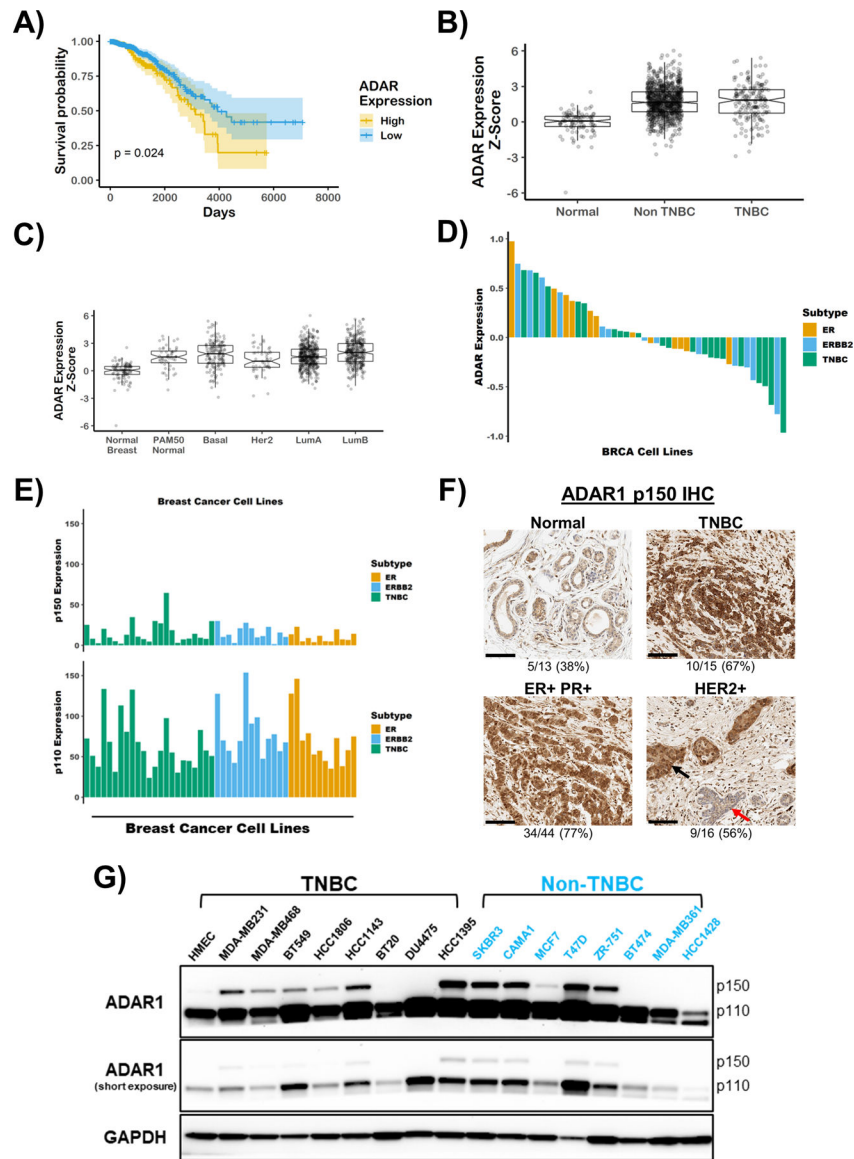 A)
Survival probability
1.00
0.75
0.50
0.25
0.00
p = 0.024
0
2000
4000
6000
8000
Days
ADAR
Expression
High
Low
B)
ADAR Expression
Z-Score
6
3
0
-3
-6
Normal
Non TNBC
TNBC
C)
ADAR Expression
Z-Score
6
3
0
-3
-6
Normal
Breast
PAM50
Normal
Basal
Her2
LumA
LumB
D)
ADAR Expression
1.0
0.5
0.0
-0.5
-1.0
BRCA Cell Lines
Subtype
ER
ERBB2
TNBC
E)
Breast Cancer Cell Lines
p150 Expression
150
100
50
0
Subtype
ER
ERBB2
TNBC
p110 Expression
150
100
50
0
Subtype
ER
ERBB2
TNBC
Breast Cancer Cell Lines
F)
ADAR1 p150 IHC
Normal
TNBC
5/13 (38%)
10/15 (67%)
ER+ PR+
HER2+
34/44 (77%)
9/16 (56%)
G)
TNBC
Non-TNBC
HMEC
MDA-MB231
MDA-MB468
BT549
HCC1806
HCC1143
BT20
DU4475
HCC1395
SKBR3
CAMA1
MCF7
T47D
ZR-751
BT474
MDA-MB361
HCC1428
ADAR1
p150
p110
ADAR1
(short exposure)
p150
p110
GAPDH